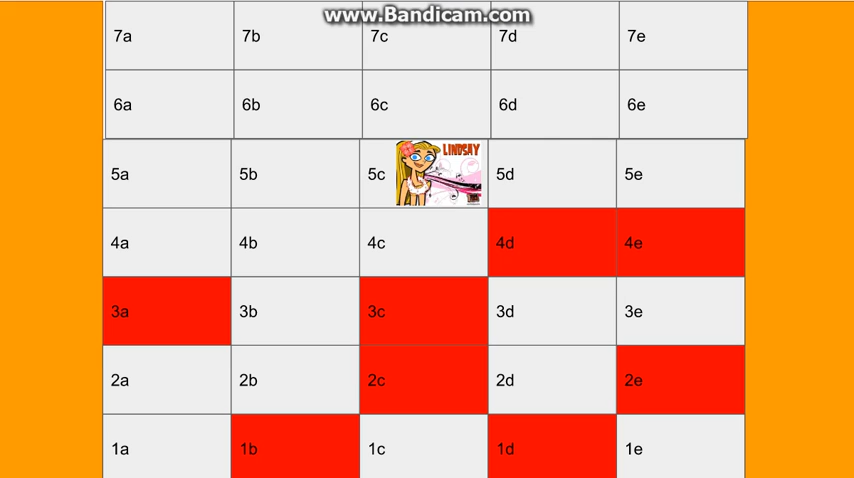 www.Bandicam.com
7a 7b 7c 7d 7e
6a 6b 6c 6d 6e
5a 5b 5c LINDSAY 5d 5e
4a 4b 4c 4d 4e
3a 3b 3c 3d 3e
2a 2b 2c 2d 2e
1a 1b 1c 1d 1e